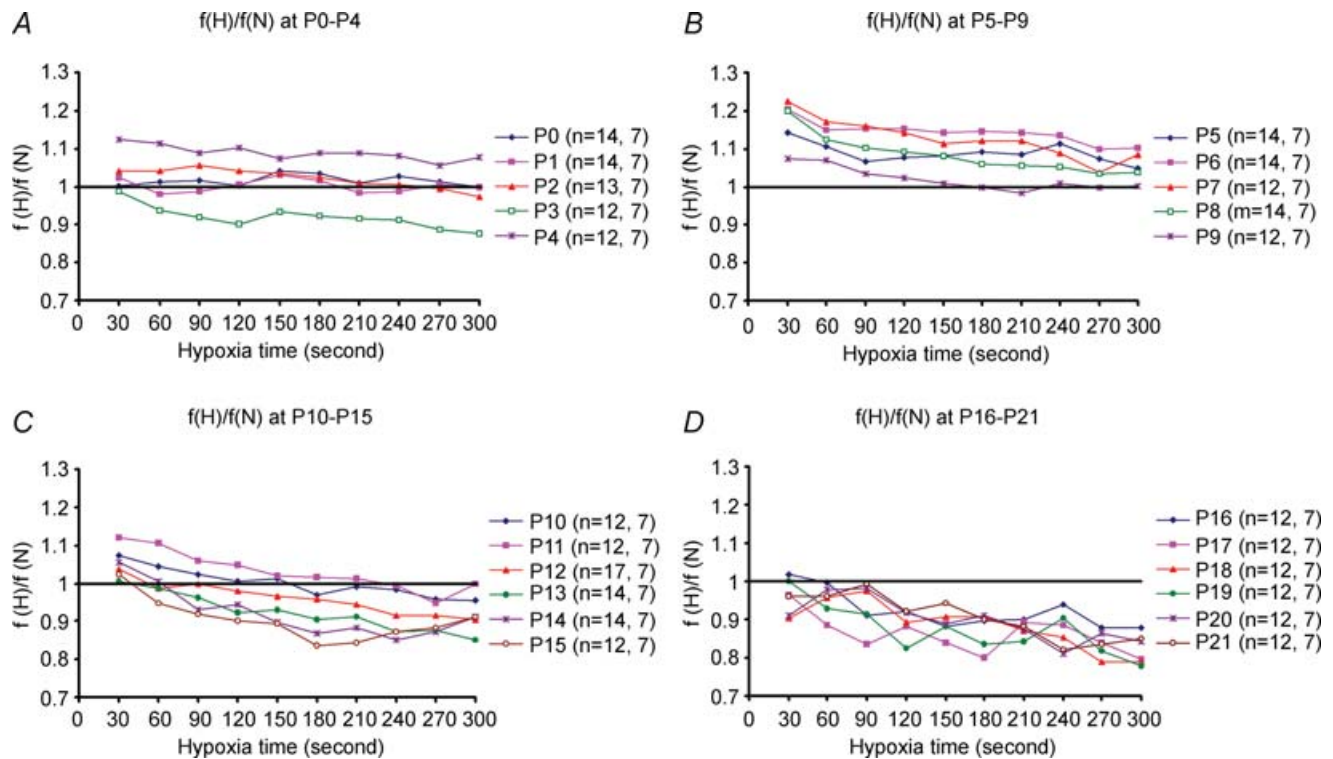 A
f(H)/f(N) at P0-P4
f (H)/f (N)
1.3
1.2
1.1
1
0.9
0.8
0.7
0 30 60 90 120 150 180 210 240 270 300
Hypoxia time (second)
P0 (n=14, 7)
P1 (n=14, 7)
P2 (n=13, 7)
P3 (n=12, 7)
P4 (n=12, 7)
B
f(H)/f(N) at P5-P9
f (H)/f (N)
1.3
1.2
1.1
1
0.9
0.8
0.7
0 30 60 90 120 150 180 210 240 270 300
Hypoxia time (second)
P5 (n=14, 7)
P6 (n=14, 7)
P7 (n=12, 7)
P8 (m=14, 7)
P9 (n=12, 7)
C
f(H)/f(N) at P10-P15
f (H)/f (N)
1.3
1.2
1.1
1
0.9
0.8
0.7
0 30 60 90 120 150 180 210 240 270 300
Hypoxia time (second)
P10 (n=12, 7)
P11 (n=12, 7)
P12 (n=17, 7)
P13 (n=14, 7)
P14 (n=14, 7)
P15 (n=12, 7)
D
f(H)/f(N) at P16-P21
f (H)/f (N)
1.3
1.2
1.1
1
0.9
0.8
0.7
0 30 60 90 120 150 180 210 240 270 300
Hypoxia time (second)
P16 (n=12, 7)
P17 (n=12, 7)
P18 (n=12, 7)
P19 (n=12, 7)
P20 (n=12, 7)
P21 (n=12, 7)